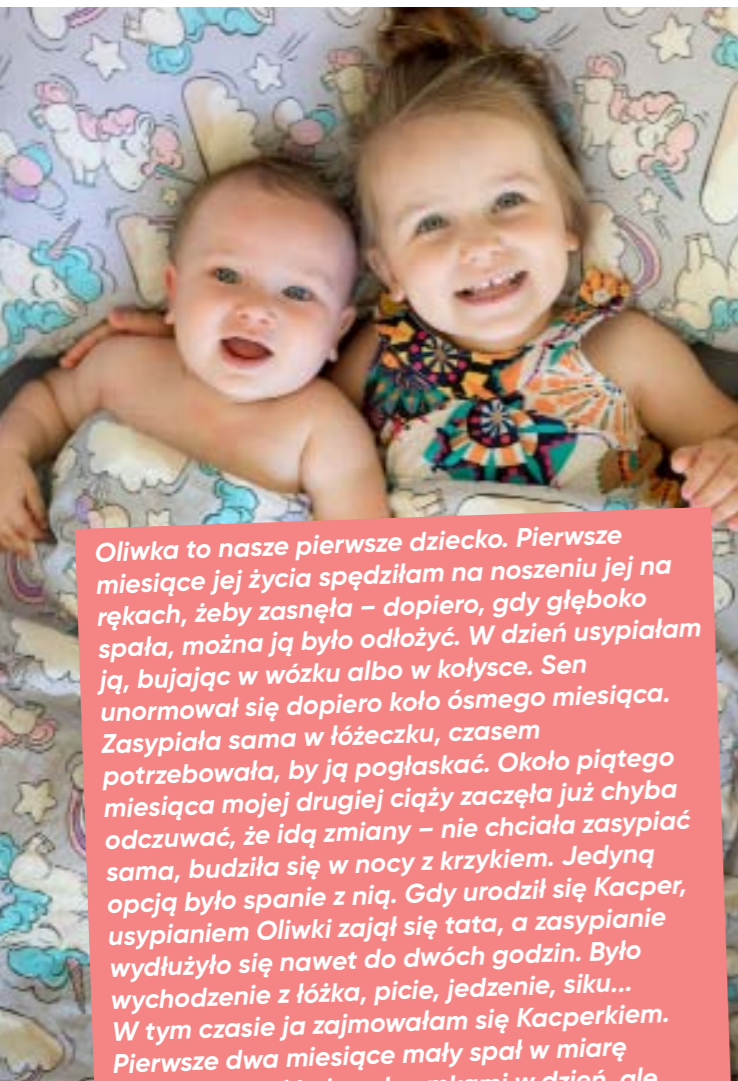 Oliwka to nasze pierwsze dziecko. Pierwsze
miesiące jej życia spędziłam na noszeniu jej na
rękach, żeby zasnęła – dopiero, gdy głęboko
spała, można ją było odłożyć. W dzień usypiałam
ją, bujając w wózku albo w kołysce. Sen
unormował się dopiero koło ósmego miesiąca.
Zasypiała sama w łóżeczku, czasem
potrzebowała, by ją pogłaskać. Około piątego
miesiąca mojej drugiej ciąży zaczęła już chyba
odczuwać, że idą zmiany – nie chciała zasypiać
sama, budziła się w nocy z krzykiem. Jedyną
opcją było spanie z nią. Gdy urodził się Kacper,
usypianiem Oliwki zajął się tata, a zasypianie
wydłużyło się nawet do dwóch godzin. Było
wychodzenie z łóżka, picie, jedzenie, siku...
W tym czasie ja zajmowałam się Kacperkiem.
Pierwsze dwa miesiące mały spał w miarę
w dzień, ale